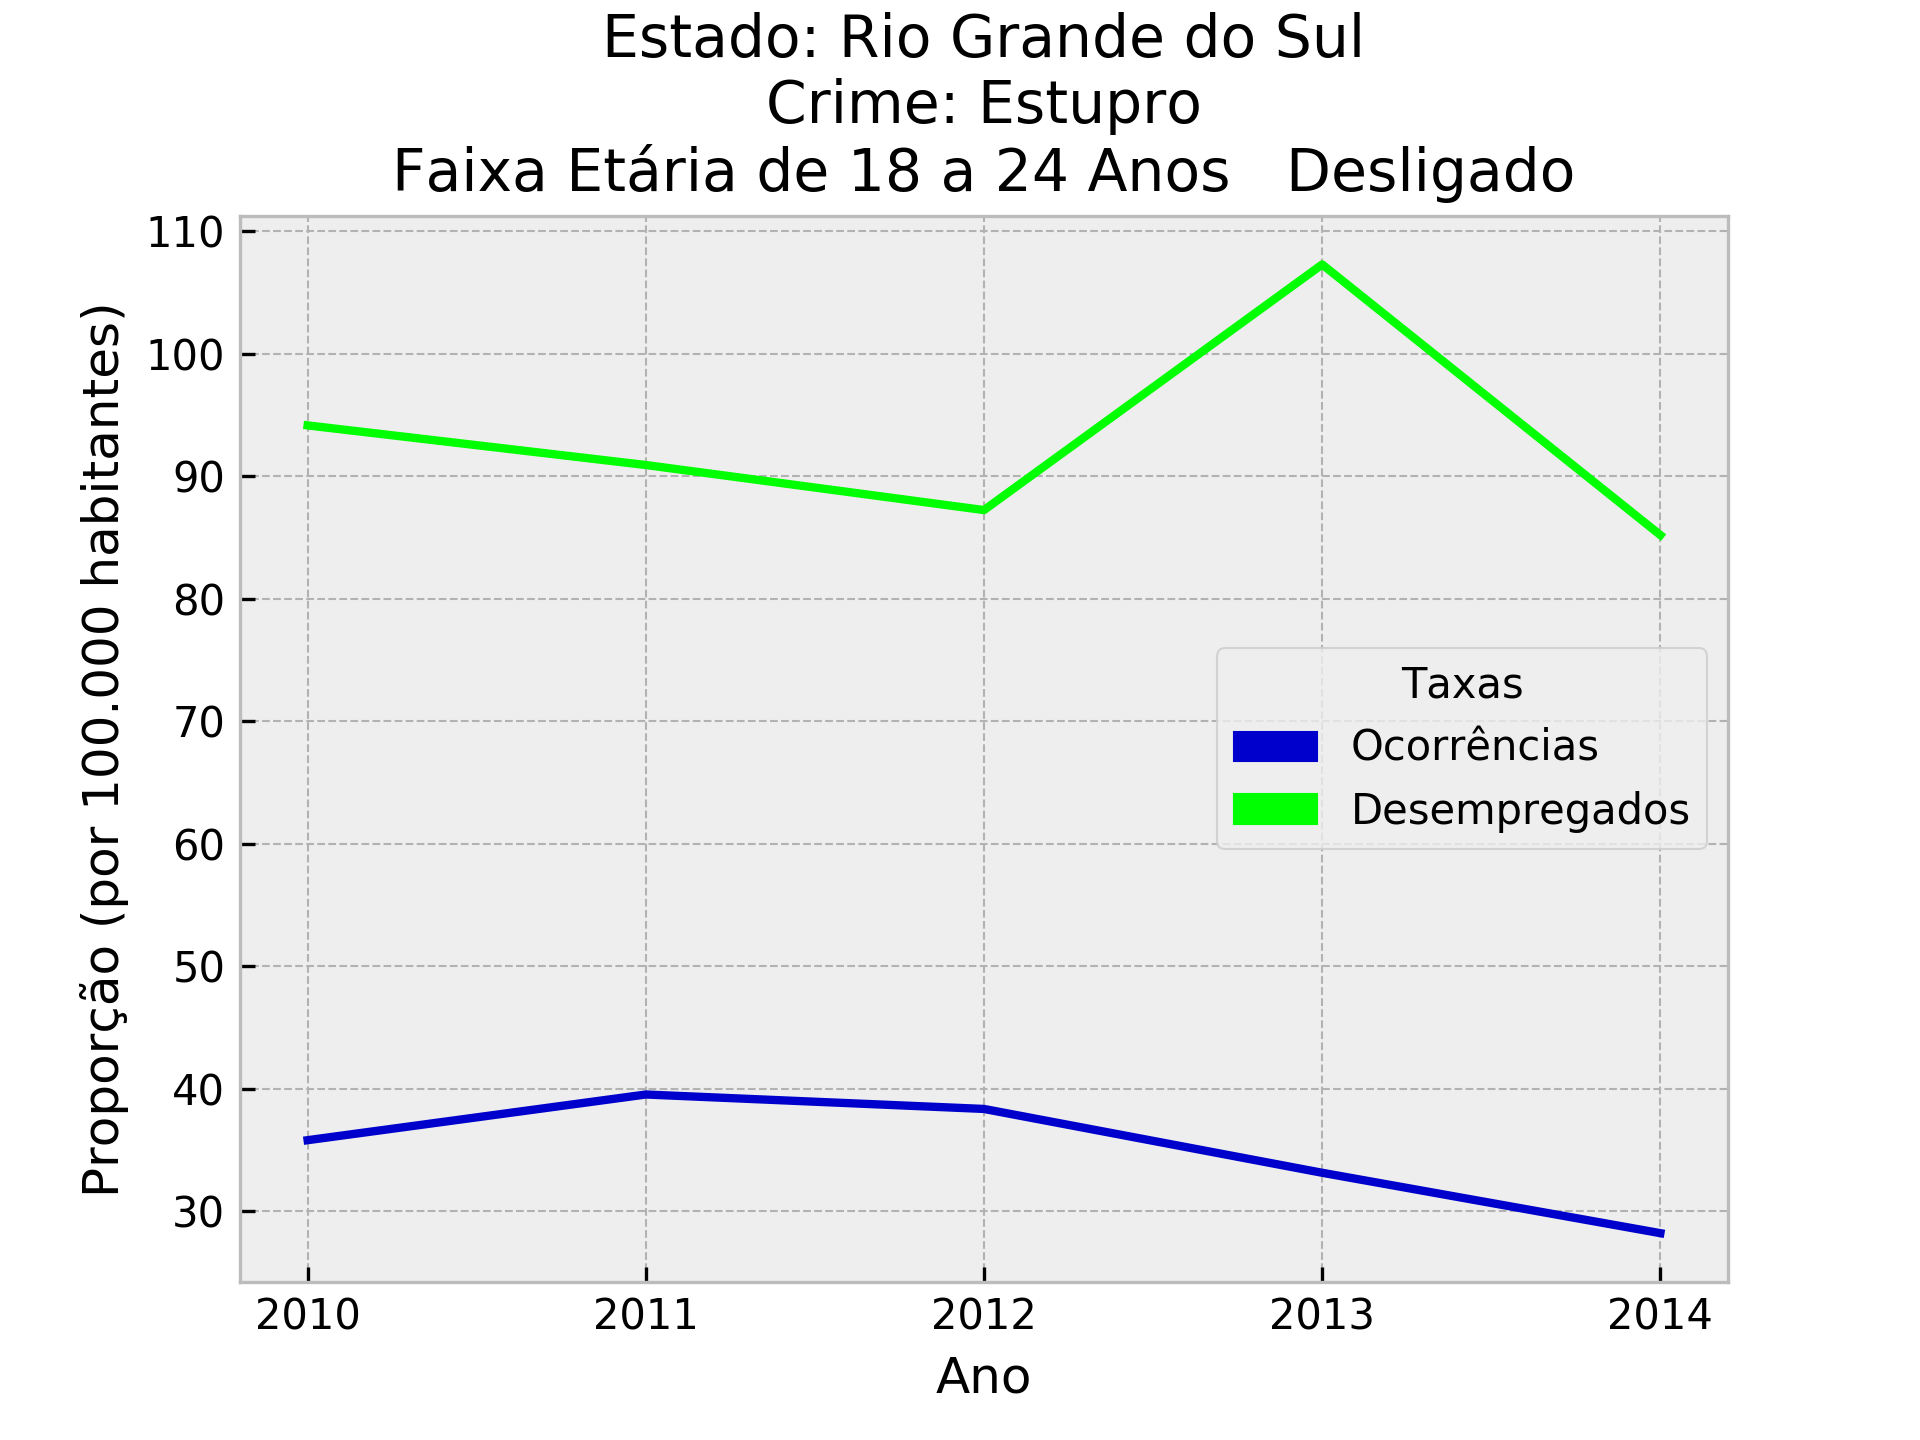 Estado: Rio Grande do Sul
Crime: Estupro
Faixa Etária de 18 a 24 Anos   Desligado
Proporção (por 100.000 habitantes)
110
100
90
80
70
60
50
40
30
Taxas
Ocorrências
Desempregados
2010 2011 2012 2013 2014
Ano